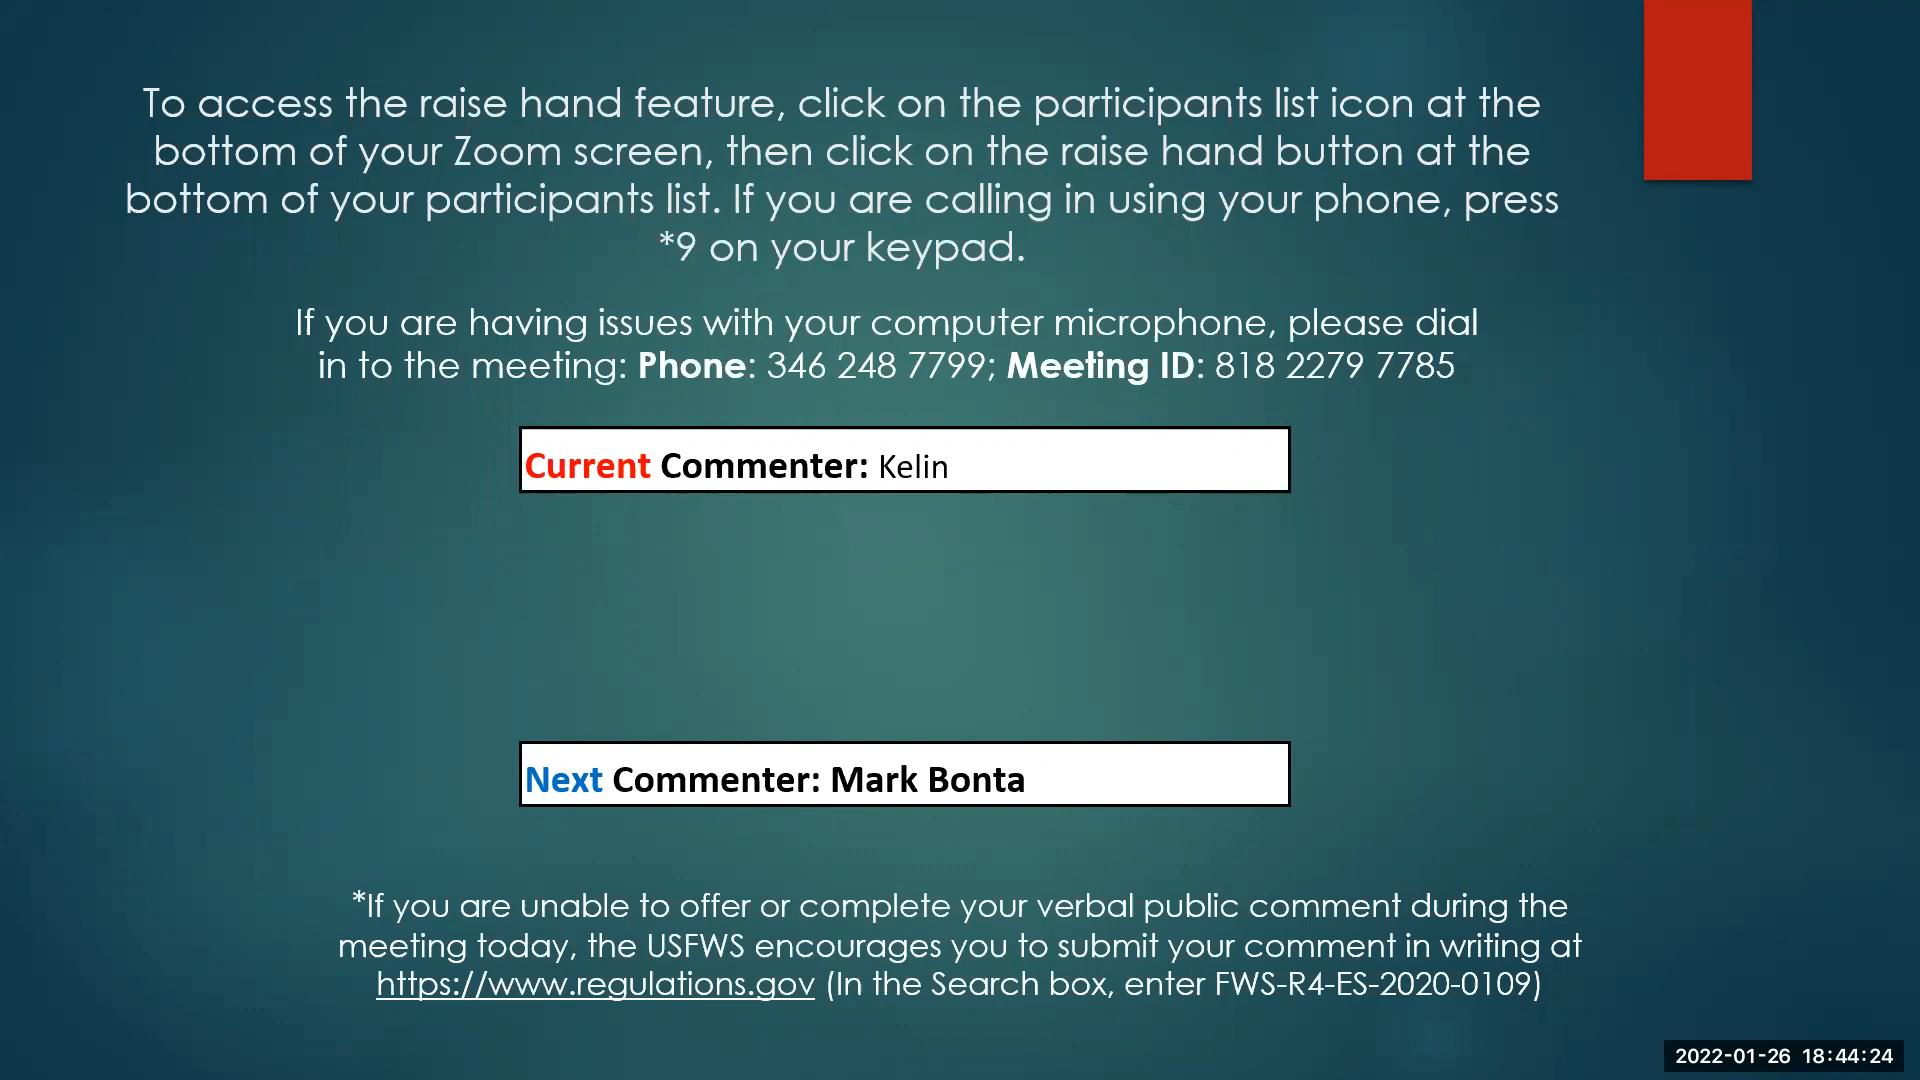 To access the raise hand feature, click on the participants list icon at the
bottom of your Zoom screen, then click on the raise hand button at the
bottom of your participants list. If you are calling in using your phone, press
*9 on your keypad.
If you are having issues with your computer microphone, please dial
in to the meeting: Phone: 346 248 7799; Meeting ID: 818 2279 7785
Current Commenter: Kelin
Next Commenter: Mark Bonta
*If you are unable to offer or complete your verbal public comment during the
meeting today, the USFWS encourages you to submit your comment in writing at
https://www.regulations.gov (In the Search box, enter FWS-R4-ES-2020-0109)
2022-01-26 18:44:24